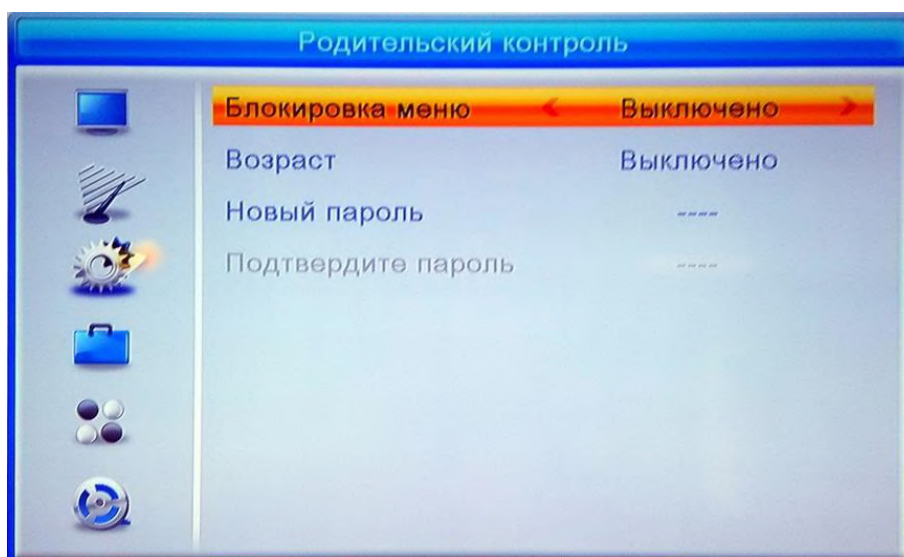 Родительский контроль
Блокировка меню < Выключено >
Возраст Выключено
Новый пароль ----
Подтвердите пароль ----